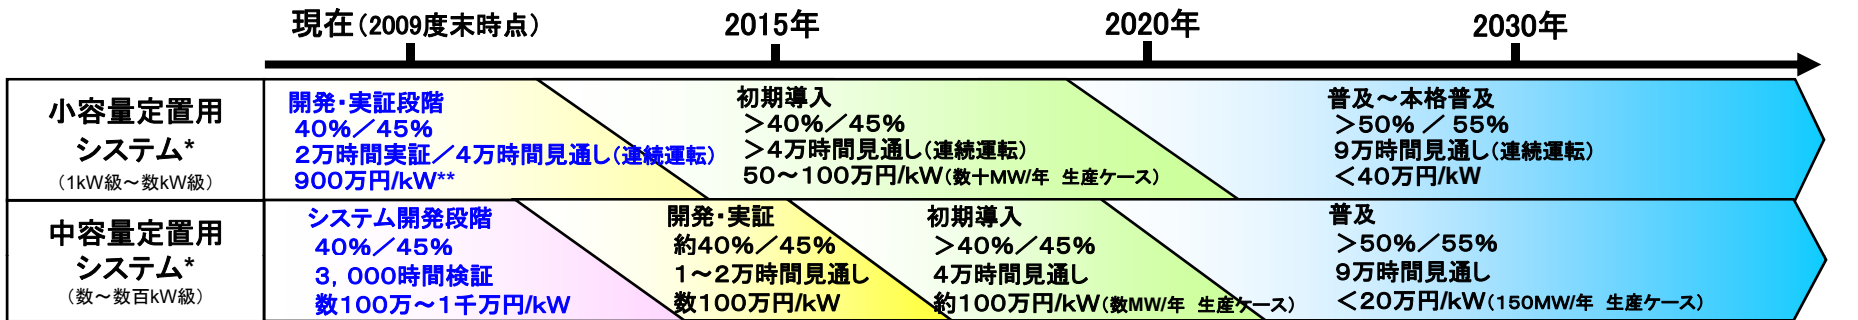 現在（2009度末時点） 2015年 2020年 2030年
小容量定置用
システム*
（1kW級～数kW級）
開発・実証段階
40％／45％
2万時間実証／4万時間見通し（連続運転）
900万円/kW**
初期導入
＞40％／45％
＞4万時間見通し（連続運転）
50～100万円/kW（数十MW/年 生産ケース）
普及～本格普及
＞50％ ／ 55％
9万時間見通し（連続運転）
＜40万円/kW
中容量定置用
システム*
（数～数百kW級）
システム開発段階
40％／45％
3，000時間検証
数100万～1千万円/kW
開発・実証
約40％／45％
1～2万時間見通し
数100万円/kW
初期導入
＞40％／45％
4万時間見通し
約100万円/kW（数MW/年 生産ケース）
普及
＞50％／55％
9万時間見通し
＜20万円/kW（150MW/年 生産ケース）